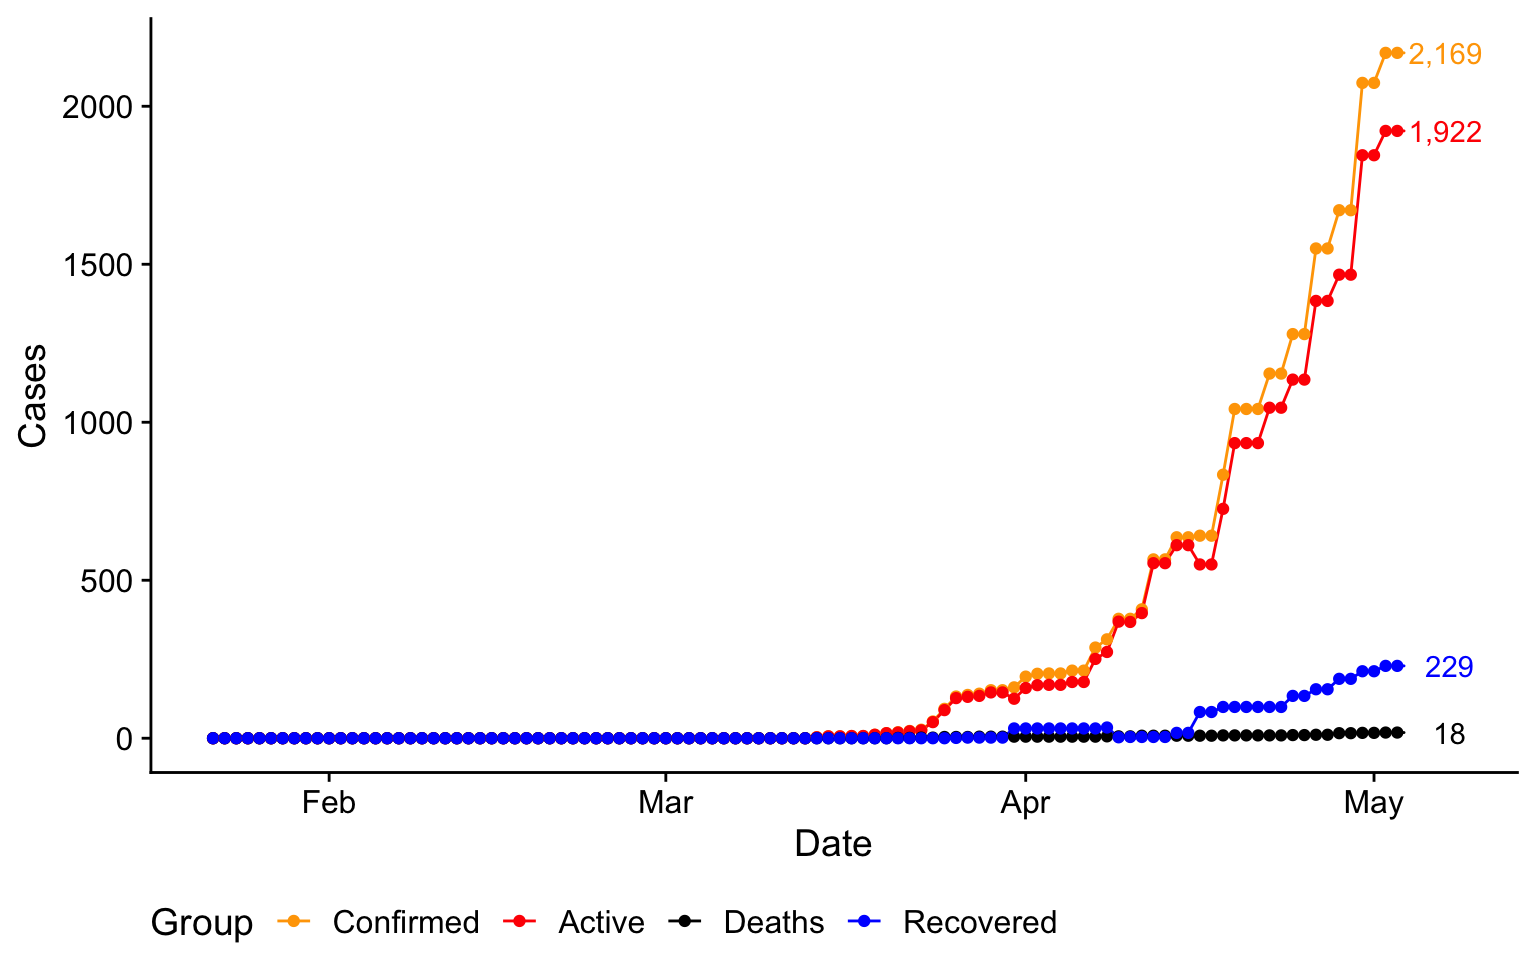 2,169
2000
1,922
1500
Cases
1000
500
229
0
18
Feb Mar Apr May
Date
Group Confirmed Active Deaths Recovered